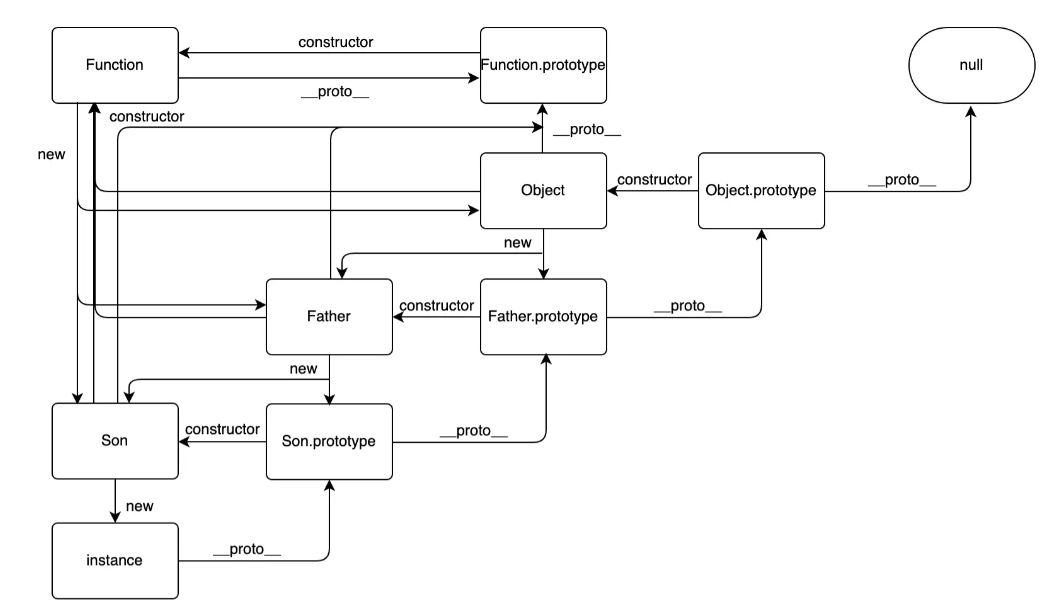 constructor
Function
Function.prototype
null
__proto__
constructor
__proto__
new
constructor
__proto__
Object
Object.prototype
new
constructor
__proto__
Father
Father.prototype
new
constructor
__proto__
Son
Son.prototype
new
__proto__
instance